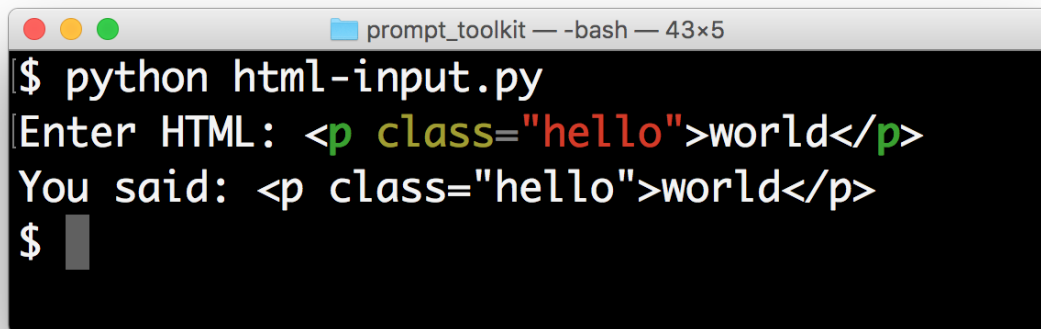 prompt_toolkit — -bash — 43×5
$ python html-input.py
Enter HTML: <p class="hello">world</p>
You said: <p class="hello">world</p>
$